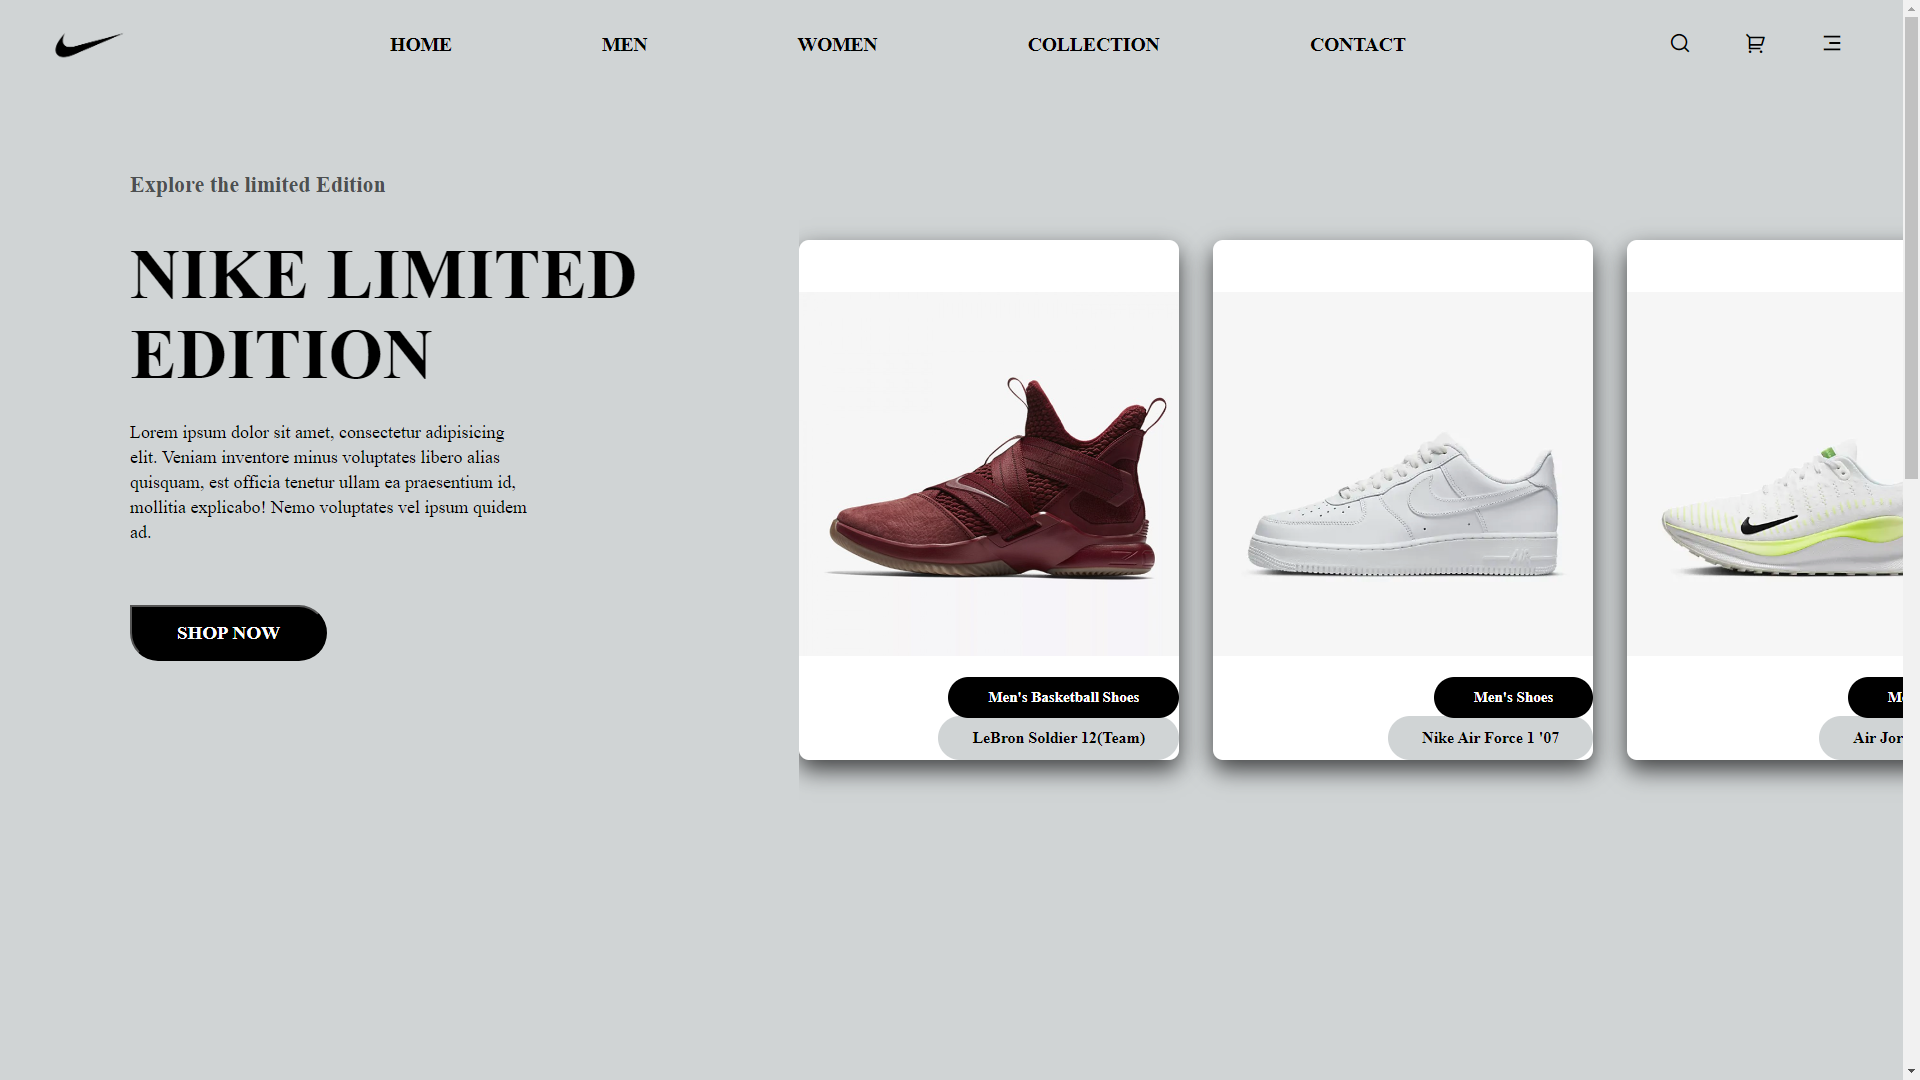 HOME MEN WOMEN COLLECTION CONTACT
Explore the limited Edition
NIKE LIMITED
EDITION
Lorem ipsum dolor sit amet, consectetur adipisicing
elit. Veniam inventore minus voluptates libero alias
quisquam, est officia tenetur ullam ea praesentium id,
mollitia explicabo! Nemo voluptates vel ipsum quidem
ad.
SHOP NOW
Men's Basketball Shoes
LeBron Soldier 12(Team)
Men's Shoes
Nike Air Force 1 '07
Air